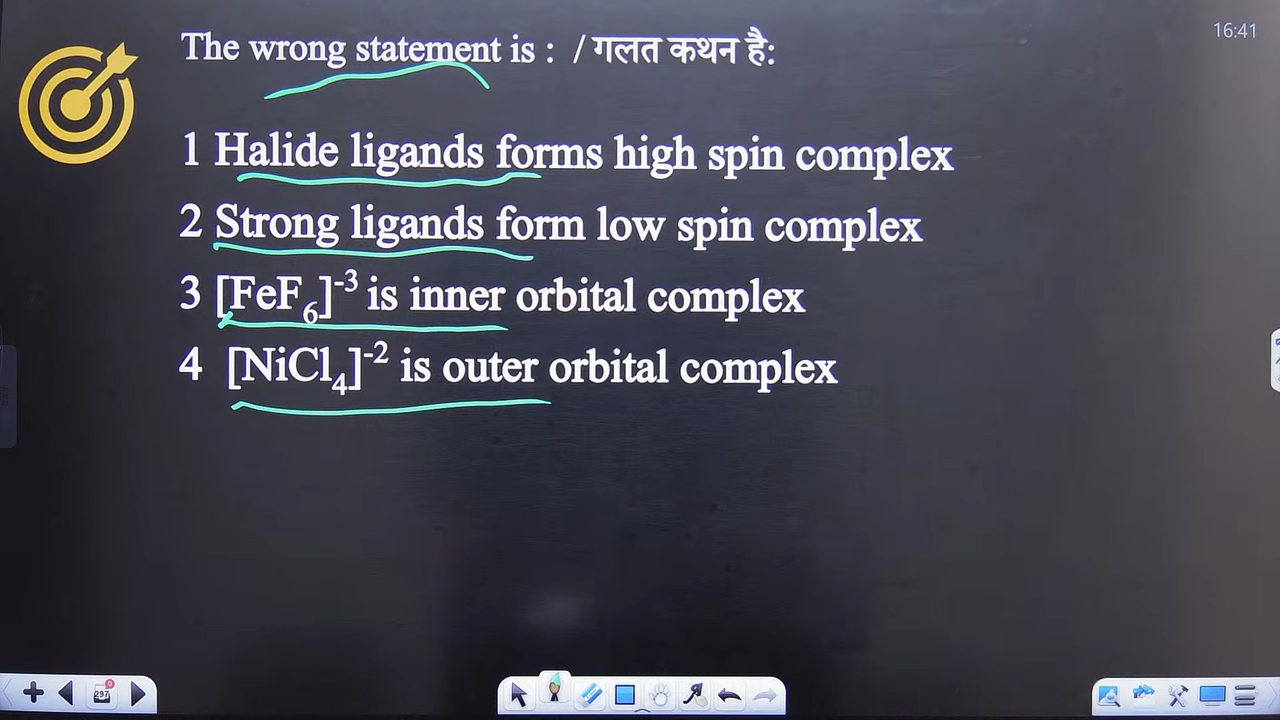 16:41
The wrong statement is : / गलत कथन है:
1 Halide ligands forms high spin complex
2 Strong ligands form low spin complex
3 [FeF₆]⁻³ is inner orbital complex
4 [NiCl₄]⁻² is outer orbital complex
297